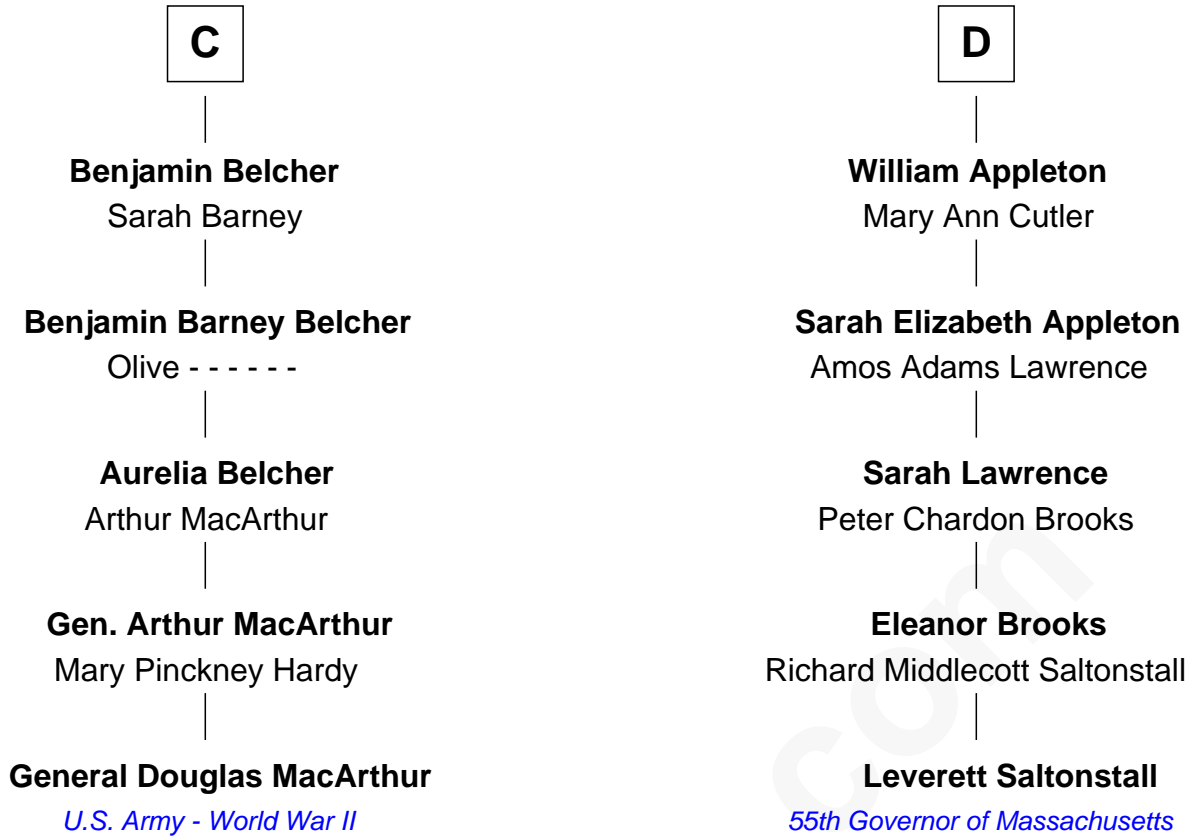 C
Benjamin Belcher
Sarah Barney
Benjamin Barney Belcher
Olive - - - - - -
Aurelia Belcher
Arthur MacArthur
Gen. Arthur MacArthur
Mary Pinckney Hardy
General Douglas MacArthur
U.S. Army - World War II
D
William Appleton
Mary Ann Cutler
Sarah Elizabeth Appleton
Amos Adams Lawrence
Sarah Lawrence
Peter Chardon Brooks
Eleanor Brooks
Richard Middlecott Saltonstall
Leverett Saltonstall
55th Governor of Massachusetts
com